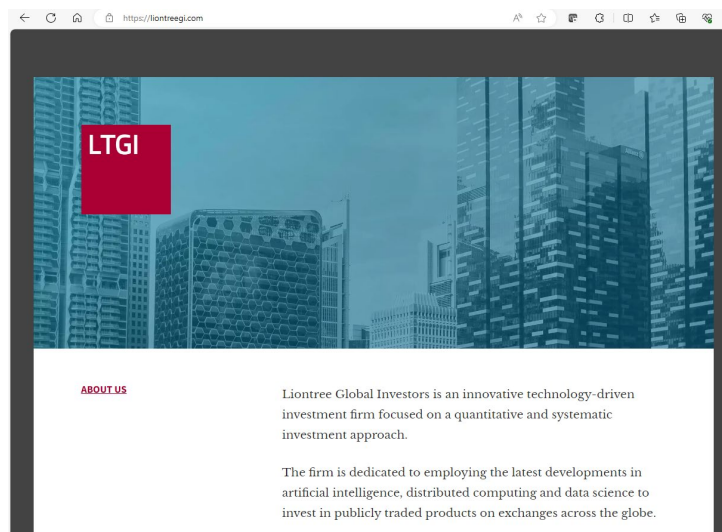 https://liontreegi.com
LTGI
ABOUT US
Liontree Global Investors is an innovative technology-driven
investment firm focused on a quantitative and systematic
investment approach.
The firm is dedicated to employing the latest developments in
artificial intelligence, distributed computing and data science to
invest in publicly traded products on exchanges across the globe.